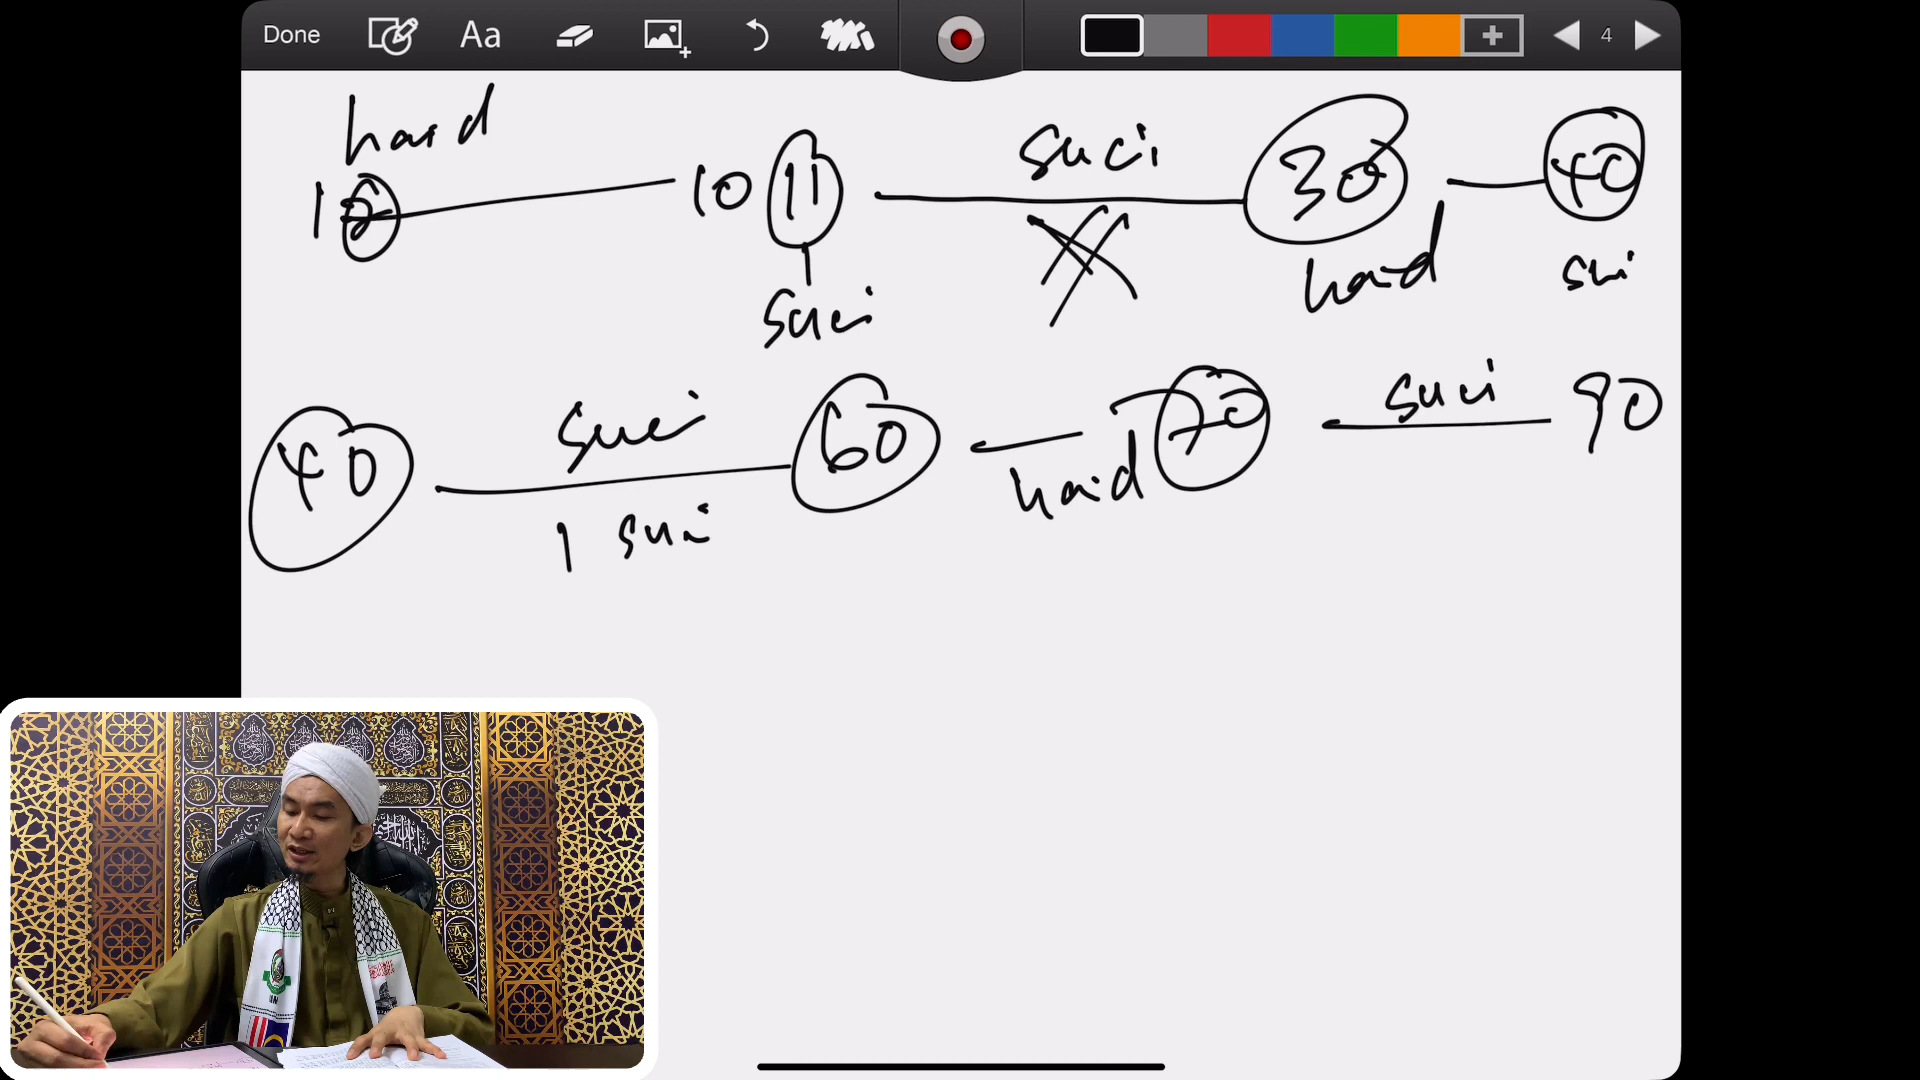 Done Aa 4
haid suci
1 10 11 30 40
suci haid suci
suci suci
40 60 70 90
1 suci haid